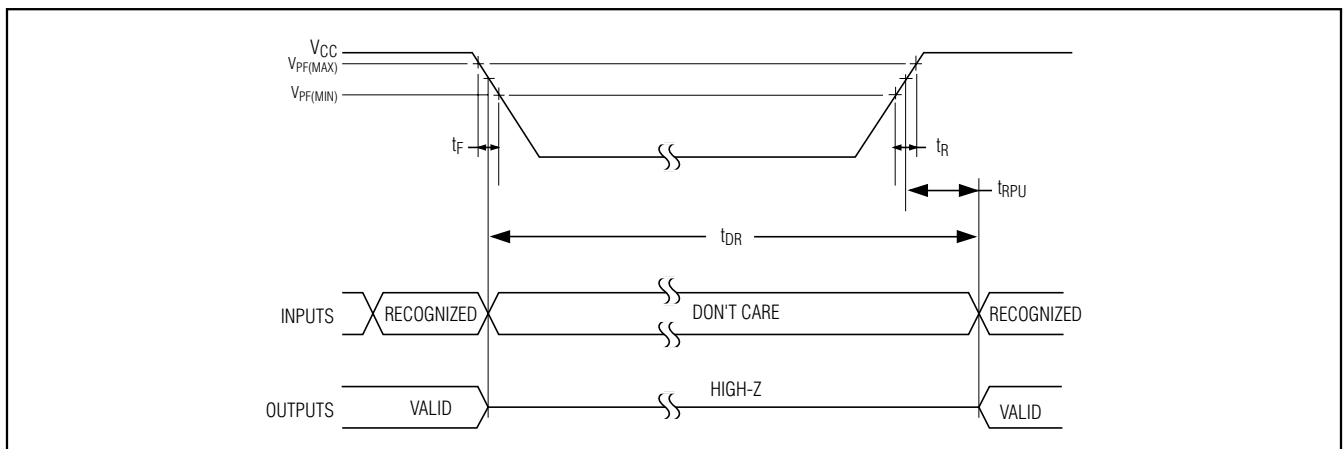 VCC
VPF(MAX)
VPF(MIN)
tF
tR
tRPU
tDR
INPUTS
RECOGNIZED
DON'T CARE
RECOGNIZED
HIGH-Z
OUTPUTS
VALID
VALID